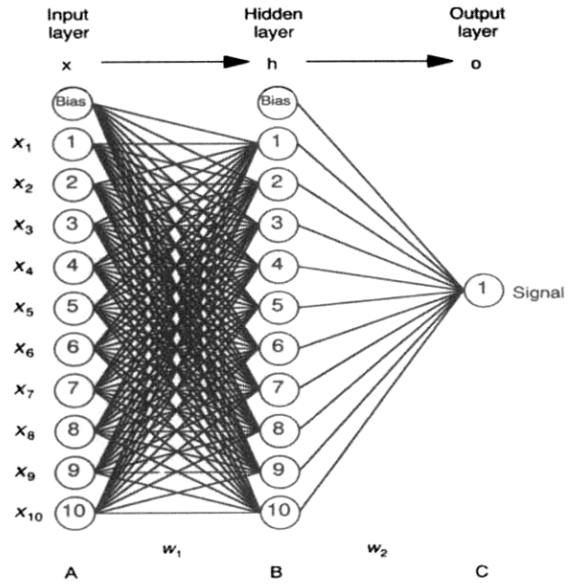 Input layer
Hidden layer
Output layer
x
h
o
Bias
Bias
x1 1 1
x2 2 2
x3 3 3
x4 4 4
1 Signal
x5 5 5
x6 6 6
x7 7 7
x8 8 8
x9 9 9
x10 10 10
w1
w2
A
B
C